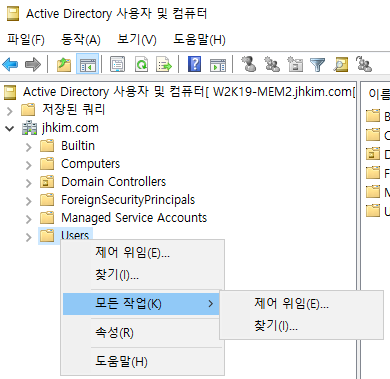 Active Directory 사용자 및 컴퓨터
파일(F) 동작(A) 보기(V) 도움말(H)
Active Directory 사용자 및 컴퓨터[ W2K19-MEM2.jhkim.com[
이름
저장된 쿼리
jhkim.com
Builtin
Computers
Domain Controllers
ForeignSecurityPrincipals
Managed Service Accounts
Users
B
C
D
F
M
U
제어 위임(E)...
찾기(I)...
모든 작업(K)
속성(R)
도움말(H)
제어 위임(E)...
찾기(I)...